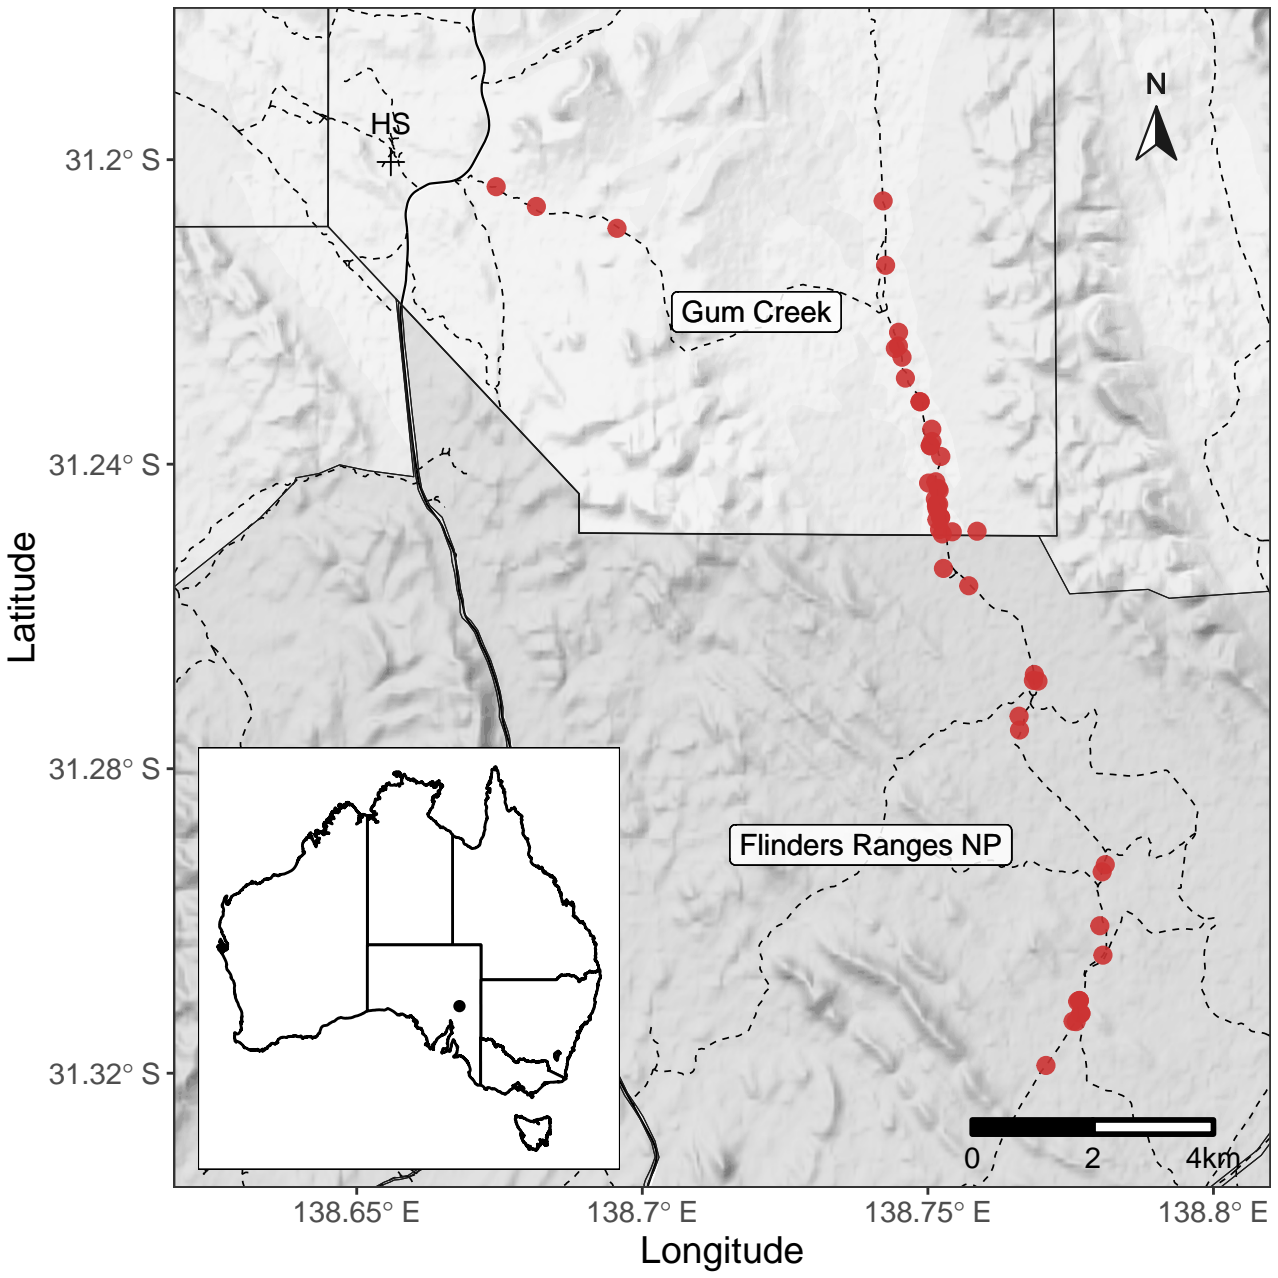 N
HS
31.2° S
Gum Creek
31.24° S
Latitude
31.28° S
Flinders Ranges NP
31.32° S
0 2 4km
138.65° E 138.7° E 138.75° E 138.8° E
Longitude